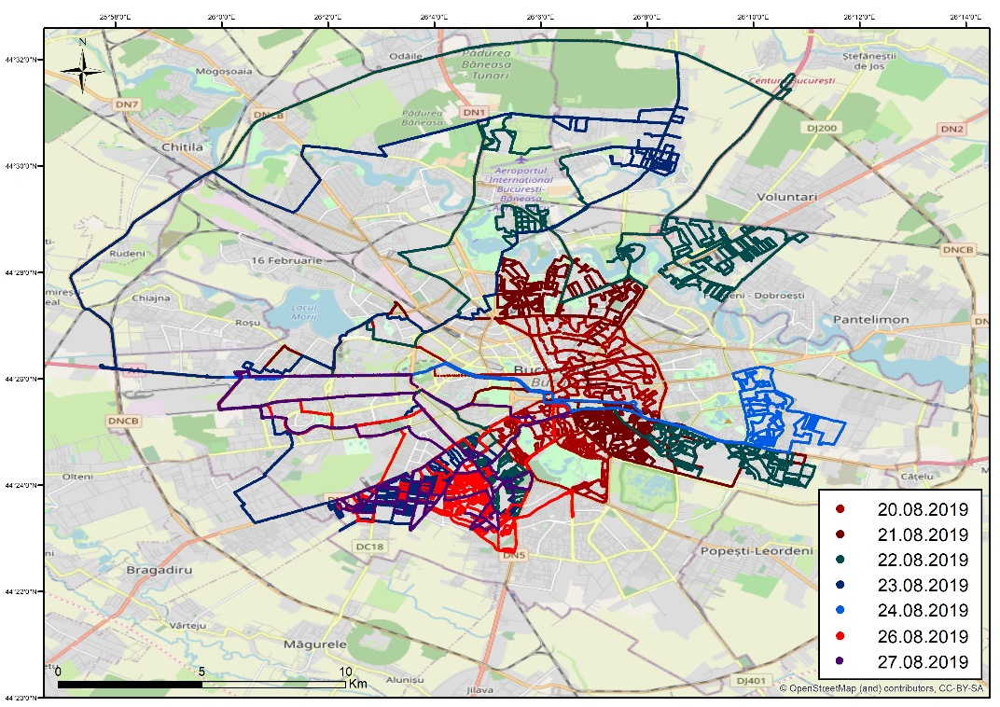 25°58'0"E 26°0'0"E 26°2'0"E 26°4'0"E 26°6'0"E 26°8'0"E 26°10'0"E 26°12'0"E 26°14'0"E
N
44°32'0"N
44°30'0"N
44°28'0"N
44°26'0"N
44°24'0"N
44°22'0"N
44°20'0"N
Odăile
Pădurea
Băneasa
Tunari
Ștefăneștii
de Jos
Mogoșoaia
Centura București
DN7
DNCB
DN1
Pădurea
Băneasa
DJ200
DN2
Chitila
Aeroportul
Internațional
București-
Băneasa
Voluntari
Rudeni
16 Februarie
DNCB
Chiajna
Roșu
Lacul
Morii
- Dobroești
Pantelimon
DNCB
Olteni
Cățelu
DC18
DN5
Popești-Leordeni
Bragadiru
Vârteju
Măgurele
Alunișu
Jilava
DJ401
20.08.2019
21.08.2019
22.08.2019
23.08.2019
24.08.2019
26.08.2019
27.08.2019
0 5 10
Km
© OpenStreetMap (and) contributors, CC-BY-SA